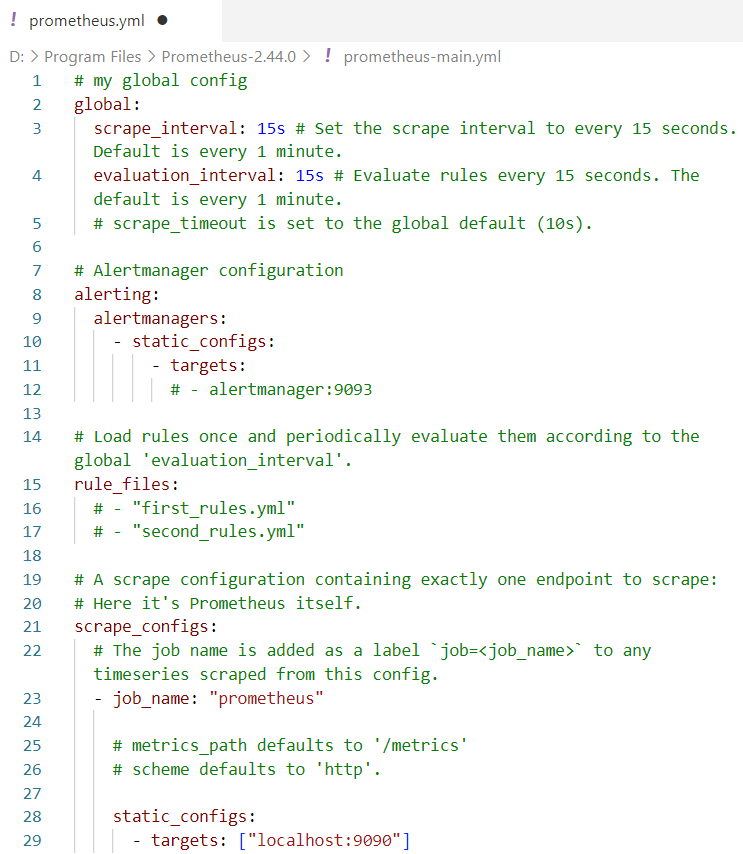 ! prometheus.yml ●
D: > Program Files > Prometheus-2.44.0 > ! prometheus-main.yml
1 # my global config
2 global:
3   scrape_interval: 15s # Set the scrape interval to every 15 seconds.
  Default is every 1 minute.
4   evaluation_interval: 15s # Evaluate rules every 15 seconds. The
  default is every 1 minute.
5   # scrape_timeout is set to the global default (10s).
6
7 # Alertmanager configuration
8 alerting:
9   alertmanagers:
10     - static_configs:
11         - targets:
12           # - alertmanager:9093
13
14 # Load rules once and periodically evaluate them according to the
global 'evaluation_interval'.
15 rule_files:
16   # - "first_rules.yml"
17   # - "second_rules.yml"
18
19 # A scrape configuration containing exactly one endpoint to scrape:
20 # Here it's Prometheus itself.
21 scrape_configs:
22   # The job name is added as a label `job=<job_name>` to any
  timeseries scraped from this config.
23   - job_name: "prometheus"
24
25     # metrics_path defaults to '/metrics'
26     # scheme defaults to 'http'.
27
28     static_configs:
29       - targets: ["localhost:9090"]